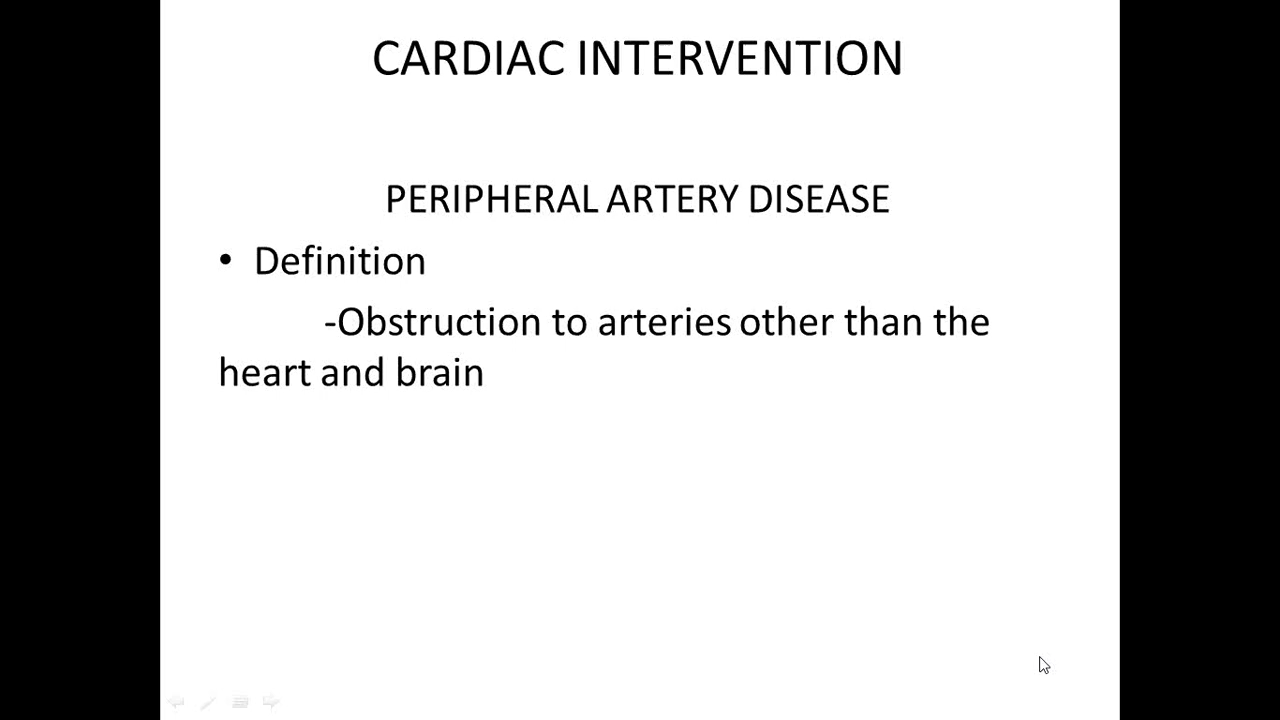 CARDIAC INTERVENTION
PERIPHERAL ARTERY DISEASE
• Definition
-Obstruction to arteries other than the
heart and brain